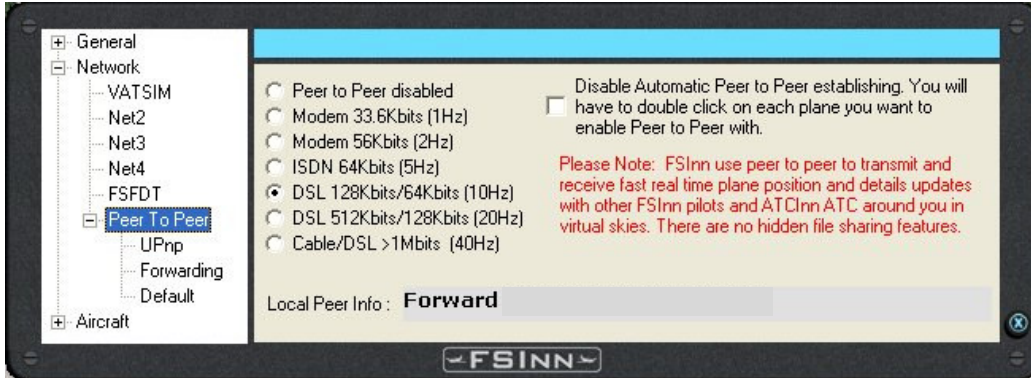 General
Network
VATSIM
Net2
Net3
Net4
FSFDT
Peer To Peer
UPnp
Forwarding
Default
Aircraft
Peer to Peer disabled
Modem 33.6Kbits (1Hz)
Modem 56Kbits (2Hz)
ISDN 64Kbits (5Hz)
DSL 128Kbits/64Kbits (10Hz)
DSL 512Kbits/128Kbits (20Hz)
Cable/DSL >1Mbits (40Hz)
Disable Automatic Peer to Peer establishing. You will
have to double click on each plane you want to
enable Peer to Peer with.
Please Note: FSInn use peer to peer to transmit and
receive fast real time plane position and details updates
with other FSInn pilots and ATCInn ATC around you in
virtual skies. There are no hidden file sharing features.
Local Peer Info : Forward
FSINN